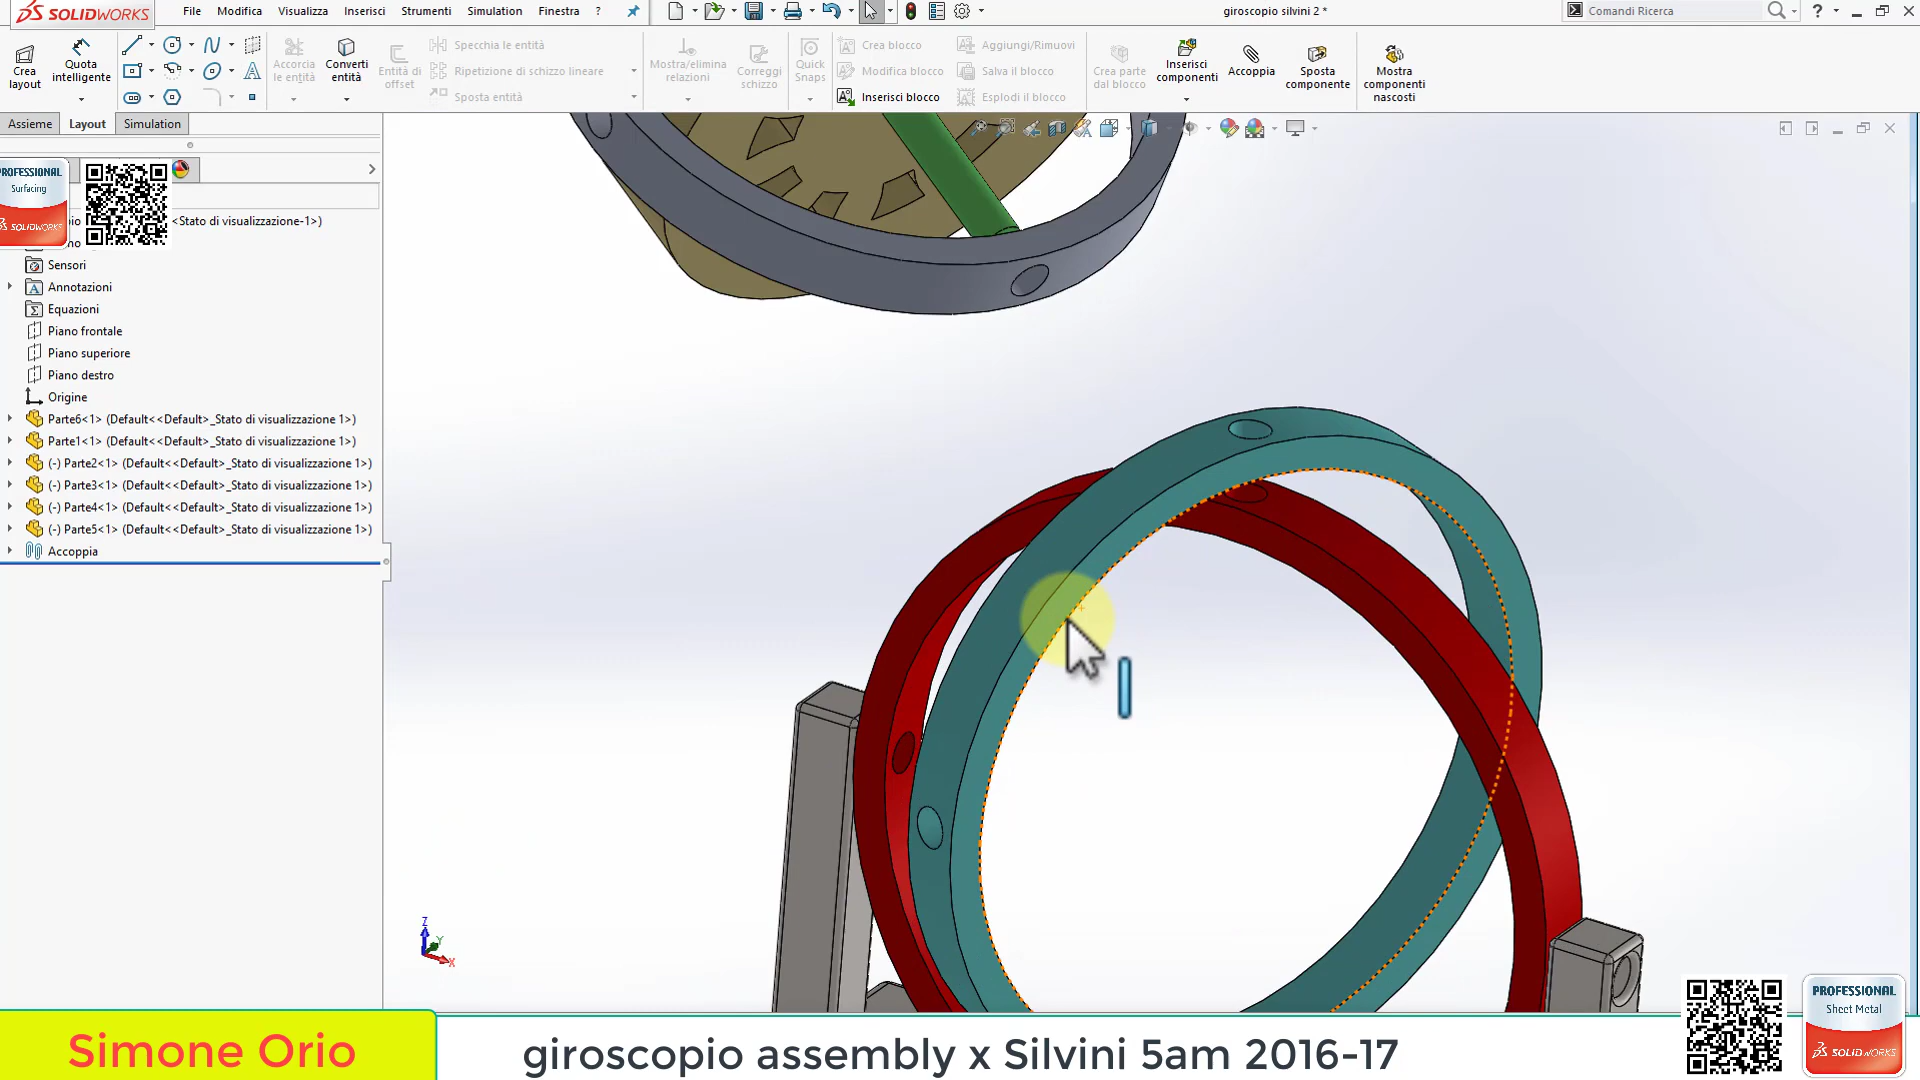 SOLIDWORKS
File
Modifica
Visualizza
Inserisci
Strumenti
Simulation
Finestra
?
giroscopio silvini 2 *
Comandi Ricerca
?
Crea layout
Quota intelligente
Accorcia le entità
Converti entità
Entità di offset
Specchia le entità
Ripetizione di schizzo lineare
Sposta entità
Mostra/elimina relazioni
Correggi schizzo
Quick Snaps
Crea blocco
Modifica blocco
Inserisci blocco
Aggiungi/Rimuovi
Salva il blocco
Esplodi il blocco
Crea parte dal blocco
Inserisci componenti
Accoppia
Sposta componente
Mostra componenti nascosti
Assieme
Layout
Simulation
PROFESSIONAL
Surfacing
SOLIDWORKS
<Stato di visualizzazione-1>)
Sensori
Annotazioni
Equazioni
Piano frontale
Piano superiore
Piano destro
Origine
Parte6<1> (Default<<Default>_Stato di visualizzazione 1>)
Parte1<1> (Default<<Default>_Stato di visualizzazione 1>)
(-) Parte2<1> (Default<<Default>_Stato di visualizzazione 1>)
(-) Parte3<1> (Default<<Default>_Stato di visualizzazione 1>)
(-) Parte4<1> (Default<<Default>_Stato di visualizzazione 1>)
(-) Parte5<1> (Default<<Default>_Stato di visualizzazione 1>)
Accoppia
Z
Y
X
Simone Orio
giroscopio assembly x Silvini 5am 2016-17
PROFESSIONAL
Sheet Metal
SOLIDWORKS